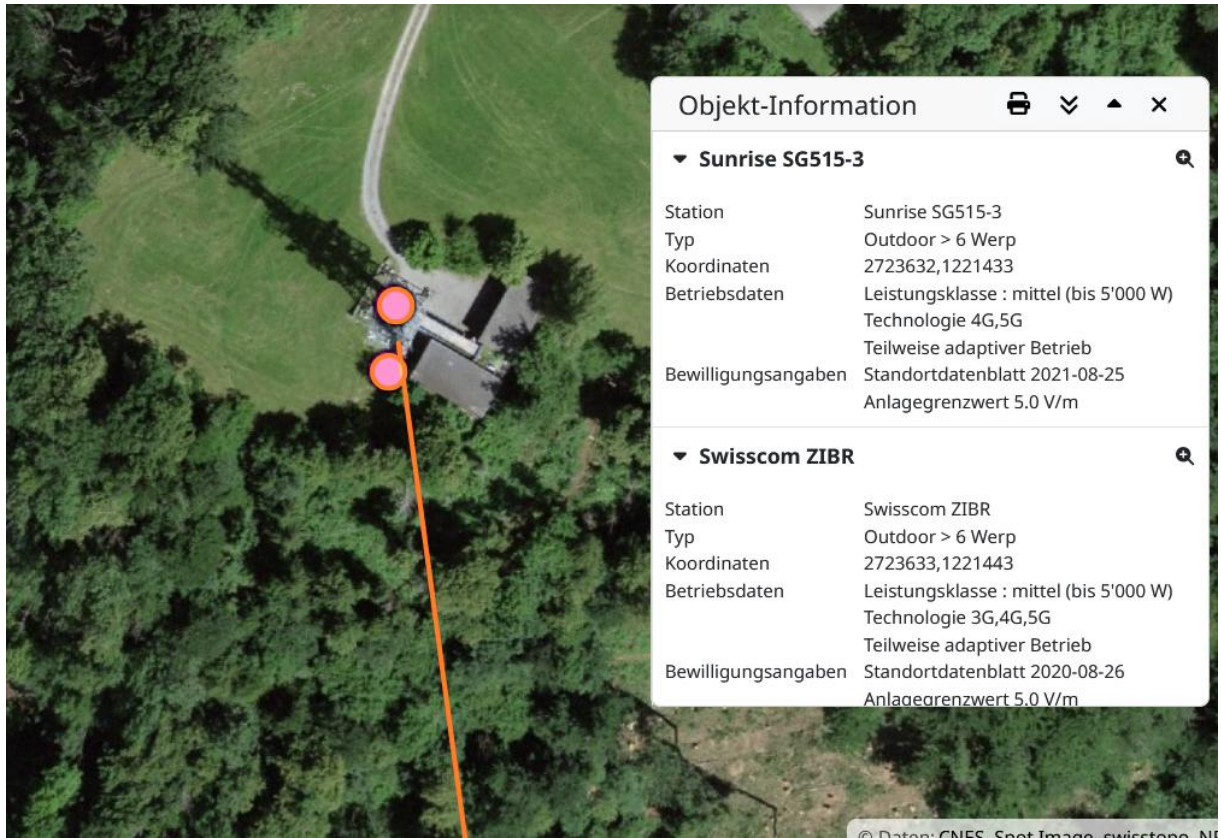 Objekt-Information
Sunrise SG515-3
Station Sunrise SG515-3
Typ Outdoor > 6 Werp
Koordinaten 2723632,1221433
Betriebsdaten Leistungsklasse : mittel (bis 5'000 W)
Technologie 4G,5G
Teilweise adaptiver Betrieb
Bewilligungsangaben Standortdatenblatt 2021-08-25
Anlagegrenzwert 5.0 V/m
Swisscom ZIBR
Station Swisscom ZIBR
Typ Outdoor > 6 Werp
Koordinaten 2723633,1221443
Betriebsdaten Leistungsklasse : mittel (bis 5'000 W)
Technologie 3G,4G,5G
Teilweise adaptiver Betrieb
Bewilligungsangaben Standortdatenblatt 2020-08-26
Anlagegrenzwert 5.0 V/m
© Daten: CNES, Spot Image, swisstopo,